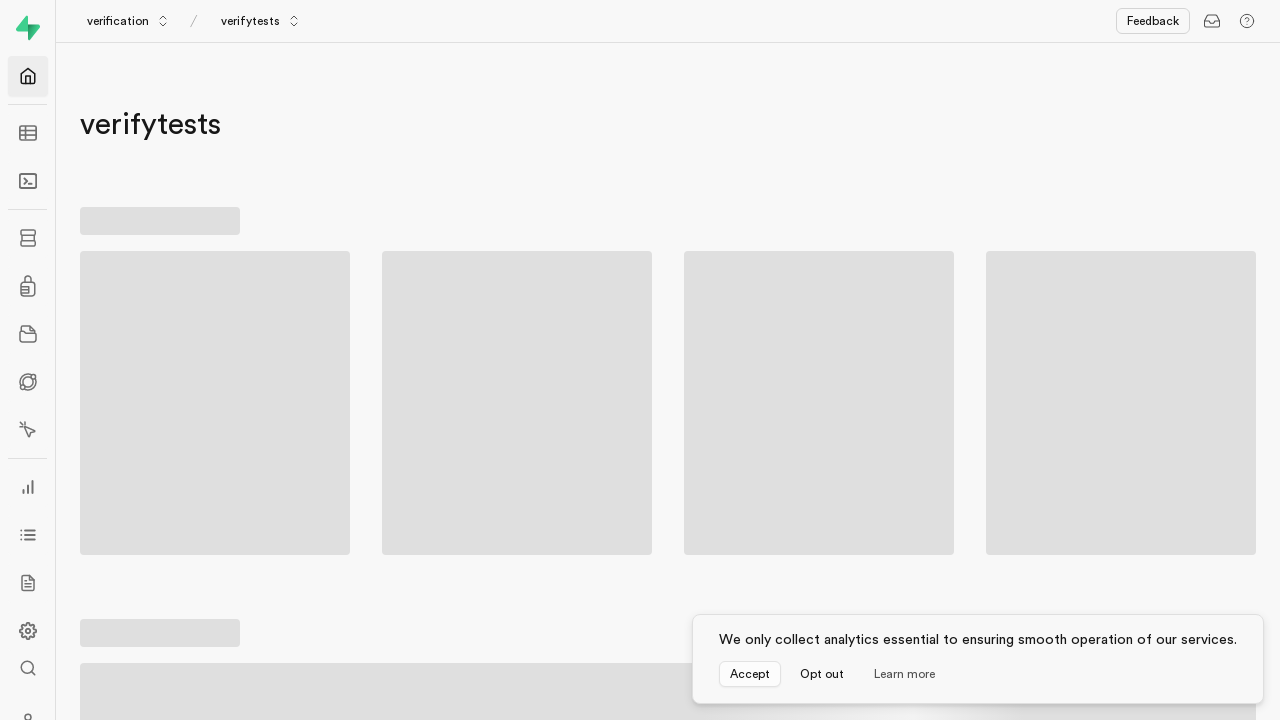 verification / verifytests
Feedback
verifytests
We only collect analytics essential to ensuring smooth operation of our services.
Accept
Opt out
Learn more